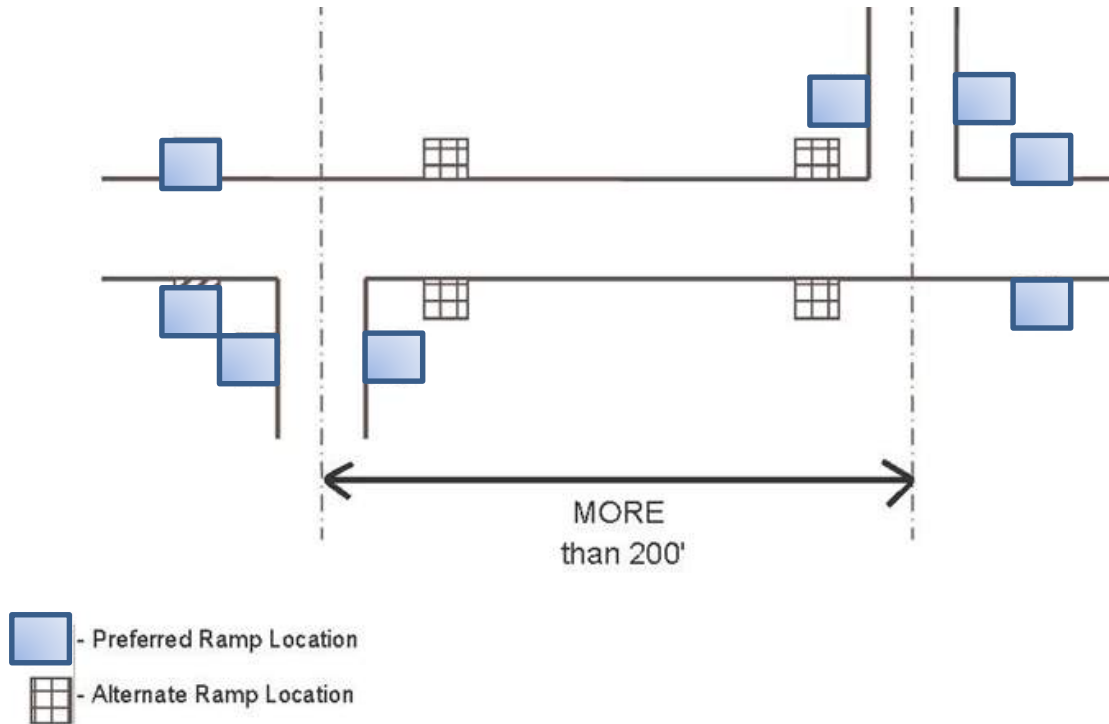 MORE
than 200'
- Preferred Ramp Location
- Alternate Ramp Location